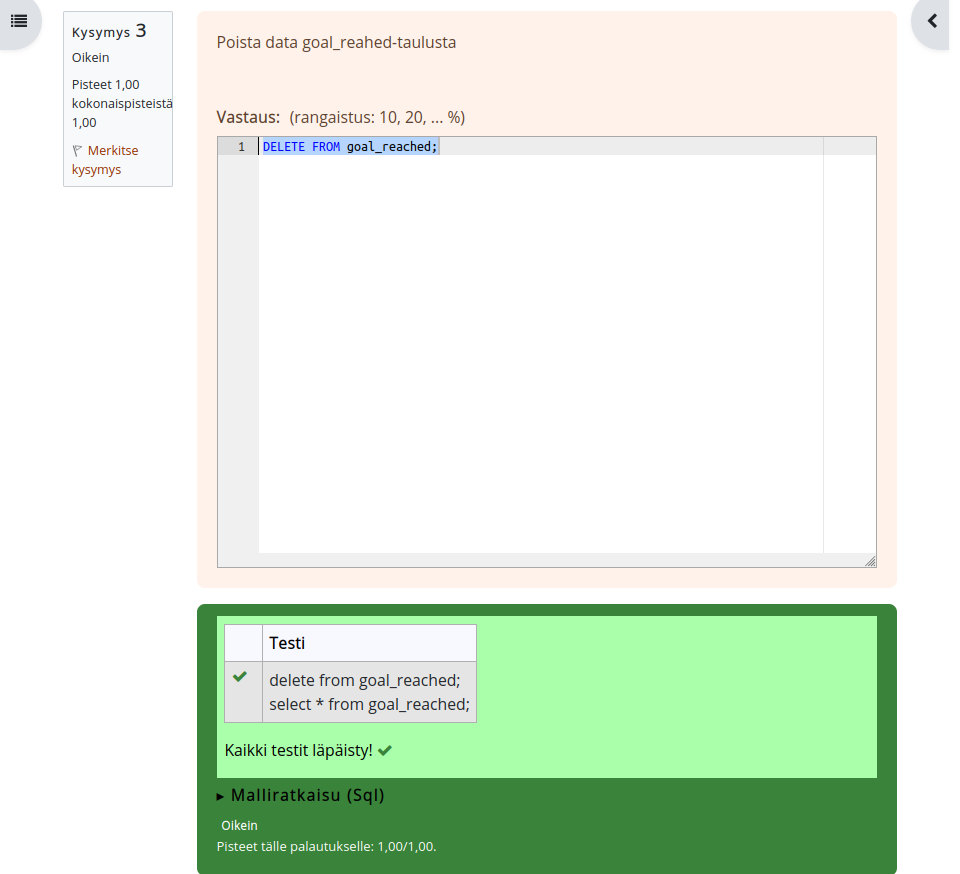 Kysymys 3
Oikein
Pisteet 1,00
kokonaispisteistä
1,00
Merkitse
kysymys
Poista data goal_reahed-taulusta
Vastaus: (rangaistus: 10, 20, ... %)
1 DELETE FROM goal_reached;
Testi
delete from goal_reached;
select * from goal_reached;
Kaikki testit läpäisty!
Malliratkaisu (Sql)
Oikein
Pisteet tälle palautukselle: 1,00/1,00.